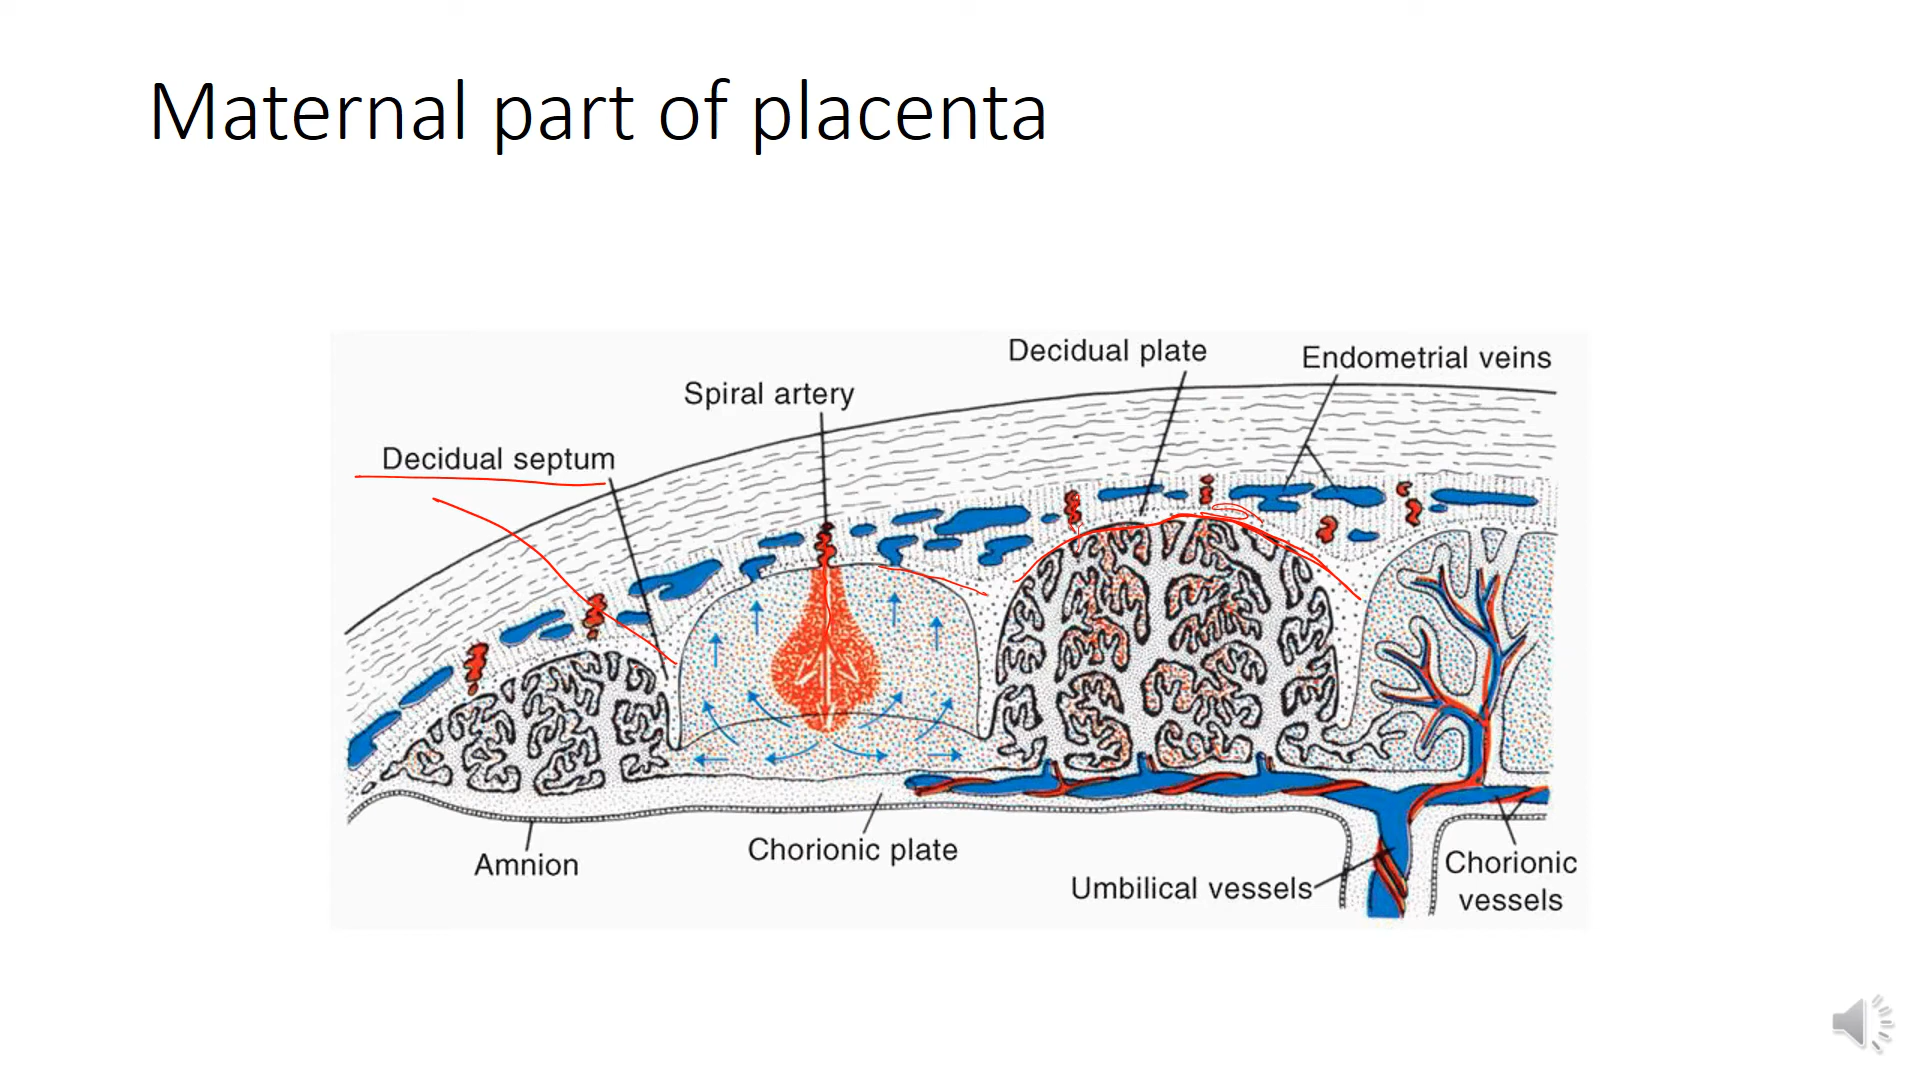 Maternal part of placenta
Decidual plate
Endometrial veins
Spiral artery
Decidual septum
Chorionic plate
Amnion
Umbilical vessels
Chorionic
vessels